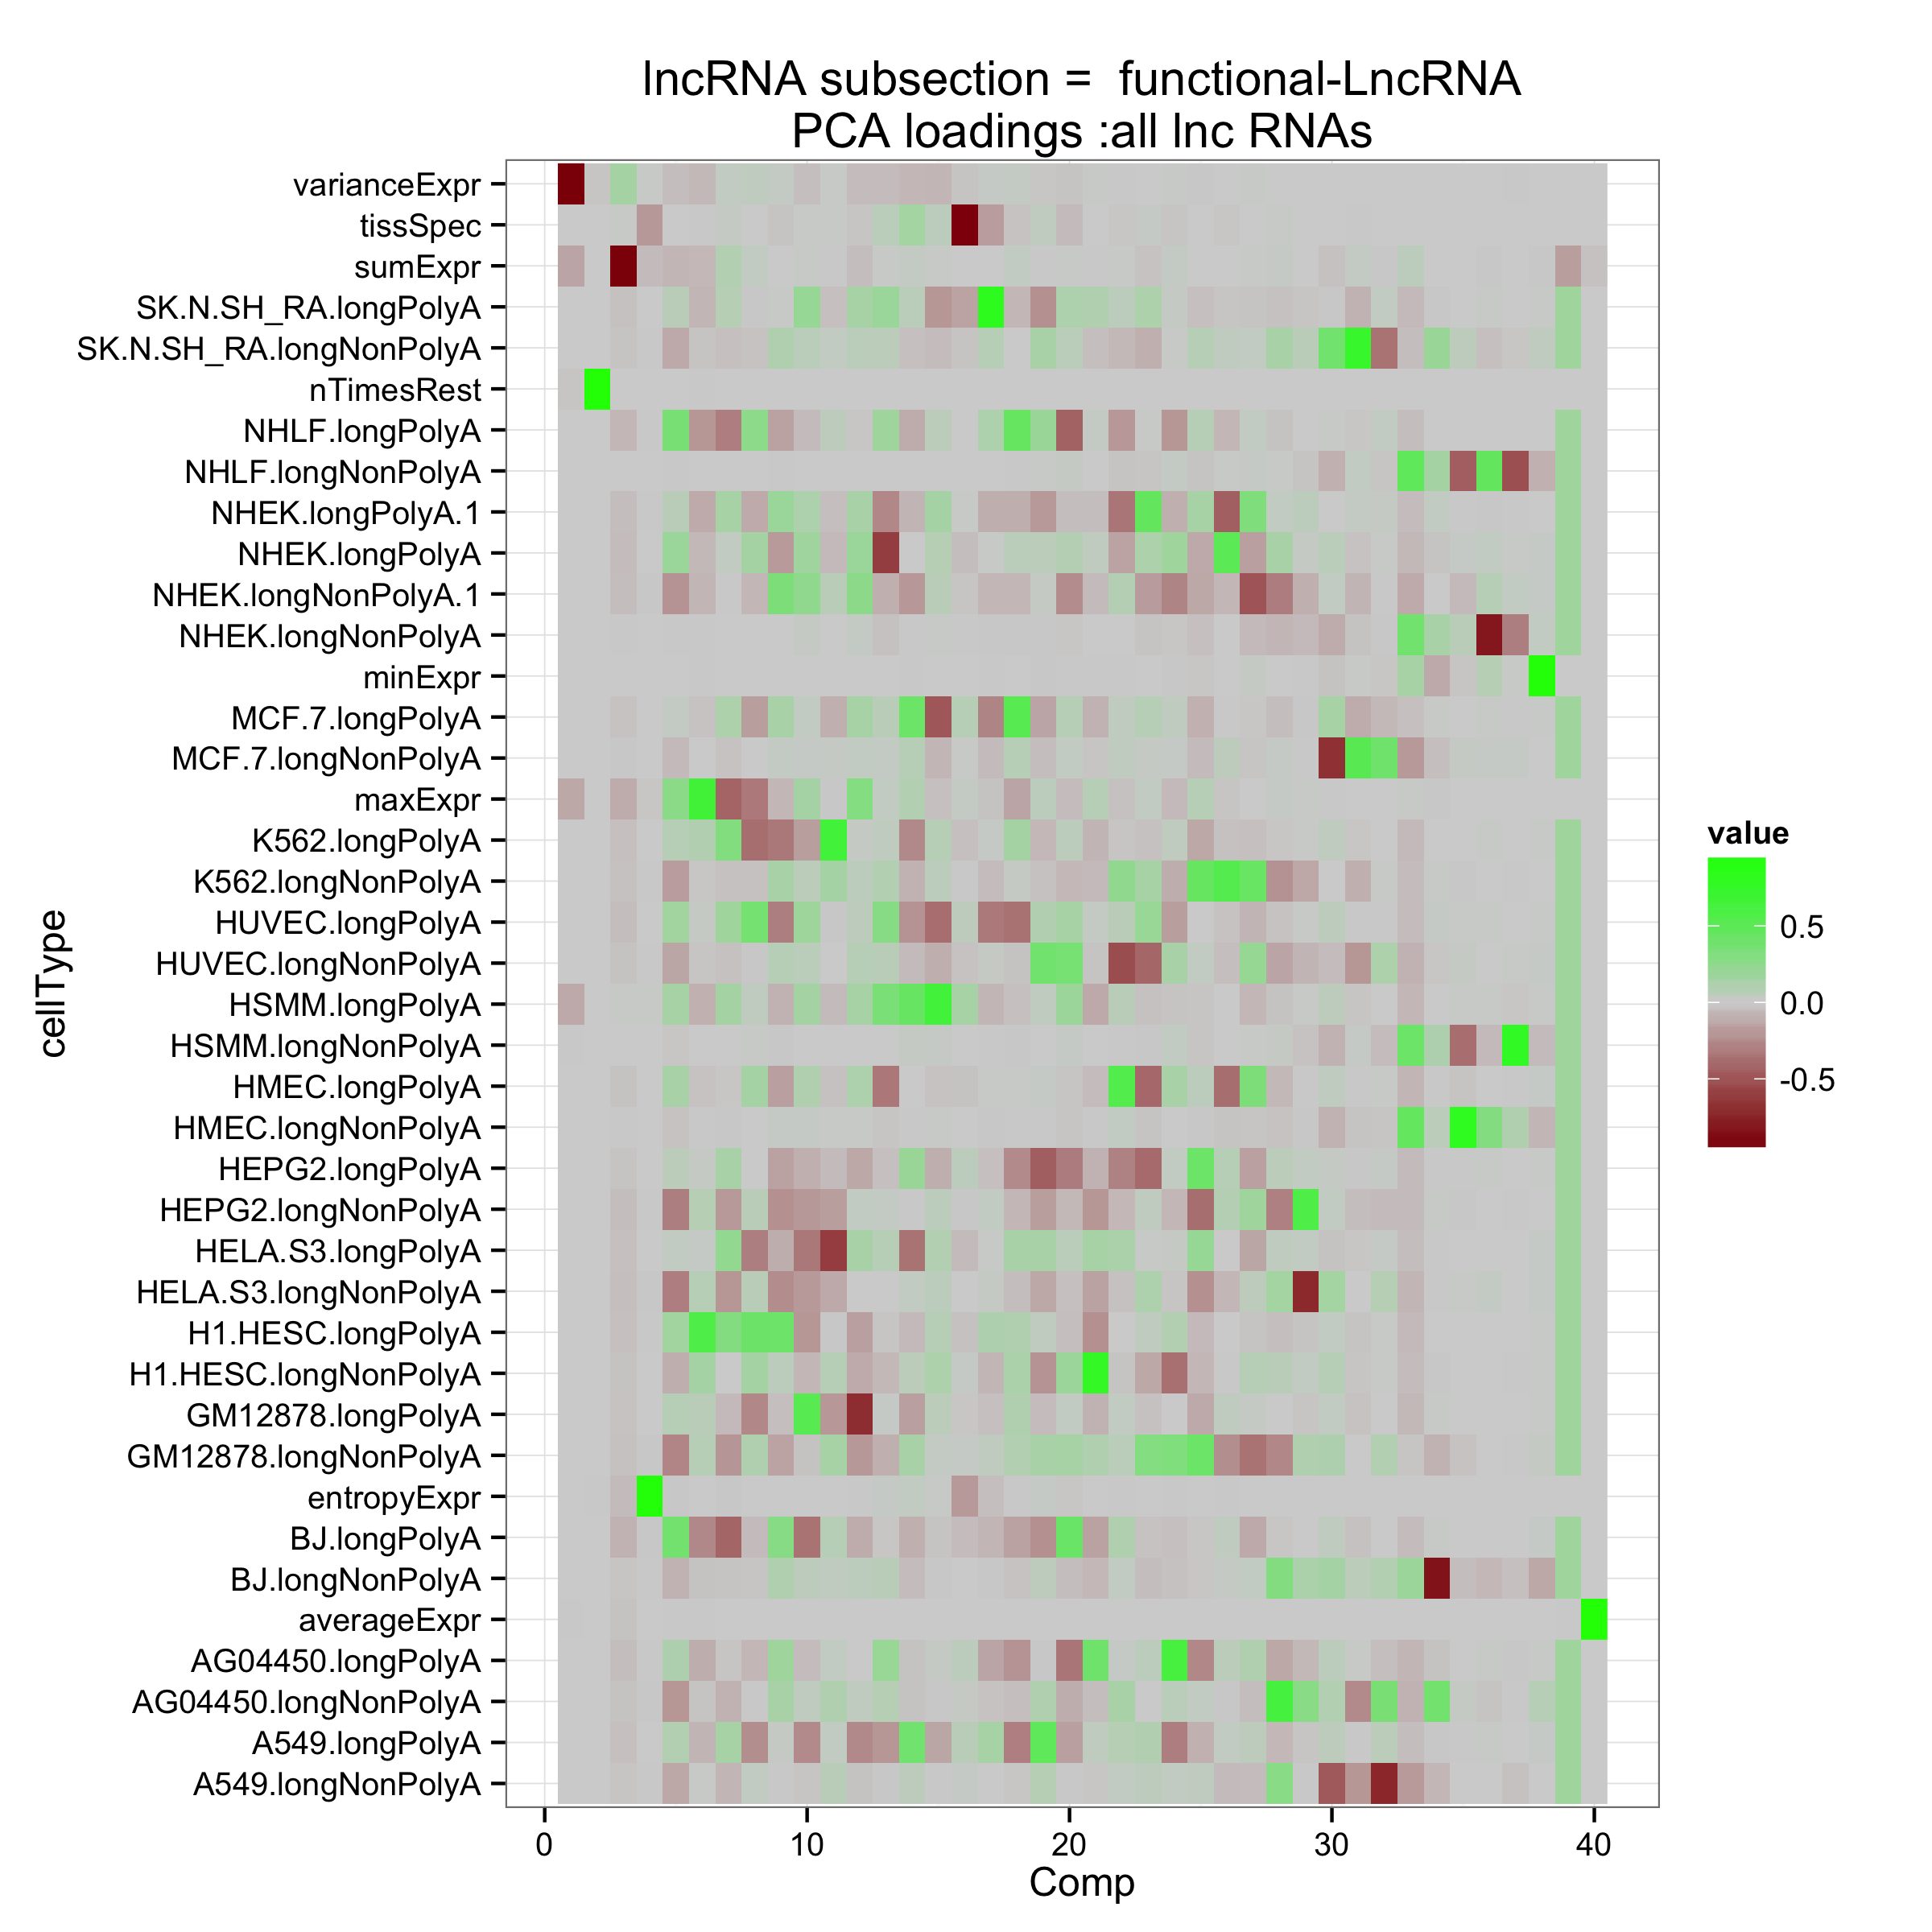 lncRNA subsection =  functional-LncRNA
PCA loadings :all lnc RNAs
varianceExpr
tissSpec
sumExpr
SK.N.SH_RA.longPolyA
SK.N.SH_RA.longNonPolyA
nTimesRest
NHLF.longPolyA
NHLF.longNonPolyA
NHEK.longPolyA.1
NHEK.longPolyA
NHEK.longNonPolyA.1
NHEK.longNonPolyA
minExpr
MCF.7.longPolyA
MCF.7.longNonPolyA
maxExpr
K562.longPolyA
K562.longNonPolyA
HUVEC.longPolyA
HUVEC.longNonPolyA
HSMM.longPolyA
HSMM.longNonPolyA
HMEC.longPolyA
HMEC.longNonPolyA
HEPG2.longPolyA
HEPG2.longNonPolyA
HELA.S3.longPolyA
HELA.S3.longNonPolyA
H1.HESC.longPolyA
H1.HESC.longNonPolyA
GM12878.longPolyA
GM12878.longNonPolyA
entropyExpr
BJ.longPolyA
BJ.longNonPolyA
averageExpr
AG04450.longPolyA
AG04450.longNonPolyA
A549.longPolyA
A549.longNonPolyA
cellType
0 10 20 30 40
Comp
value
0.5
0.0
-0.5